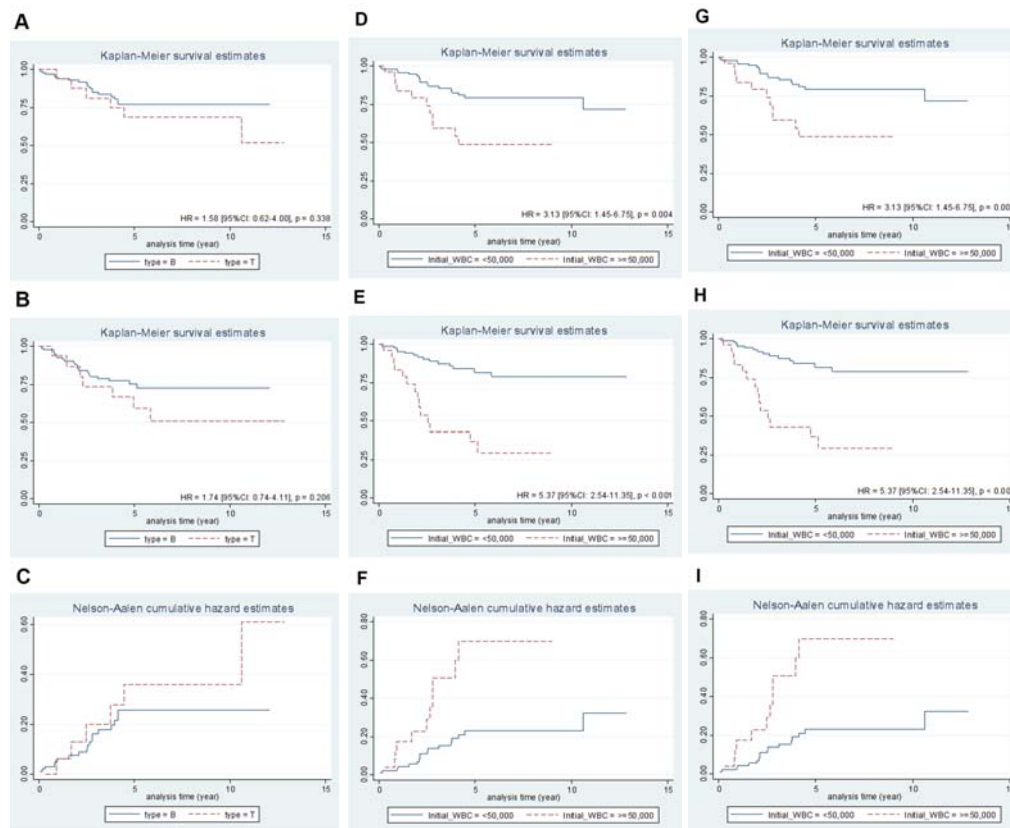 A
Kaplan-Meier survival estimates
1.00
0.75
0.50
0.25
0.00
HR = 1.58 [95%CI: 0.62-4.00], p = 0.338
0 5 10 15
analysis time (year)
type = B type = T
B
Kaplan-Meier survival estimates
1.00
0.75
0.50
0.25
0.00
HR = 1.74 [95%CI: 0.74-4.11], p = 0.206
0 5 10 15
analysis time (year)
type = B type = T
C
Nelson-Aalen cumulative hazard estimates
0.60
0.40
0.20
0.00
0 5 10 15
analysis time (year)
type = B type = T
D
Kaplan-Meier survival estimates
1.00
0.75
0.50
0.25
0.00
HR = 3.13 [95%CI: 1.45-6.75], p = 0.004
0 5 10 15
analysis time (year)
Initial_WBC = <50,000 Initial_WBC = >=50,000
E
Kaplan-Meier survival estimates
1.00
0.75
0.50
0.25
0.00
HR = 5.37 [95%CI: 2.54-11.35], p < 0.001
0 5 10 15
analysis time (year)
Initial_WBC = <50,000 Initial_WBC = >=50,000
F
Nelson-Aalen cumulative hazard estimates
0.80
0.60
0.40
0.20
0.00
0 5 10 15
analysis time (year)
Initial_WBC = <50,000 Initial_WBC = >=50,000
G
Kaplan-Meier survival estimates
1.00
0.75
0.50
0.25
0.00
HR = 3.13 [95%CI: 1.45-6.75], p = 0.00
0 5 10 15
analysis time (year)
Initial_WBC = <50,000 Initial_WBC = >=50,000
H
Kaplan-Meier survival estimates
1.00
0.75
0.50
0.25
0.00
HR = 5.37 [95%CI: 2.54-11.35], p < 0.00
0 5 10 15
analysis time (year)
Initial_WBC = <50,000 Initial_WBC = >=50,000
I
Nelson-Aalen cumulative hazard estimates
0.80
0.60
0.40
0.20
0.00
0 5 10 15
analysis time (year)
Initial_WBC = <50,000 Initial_WBC = >=50,000